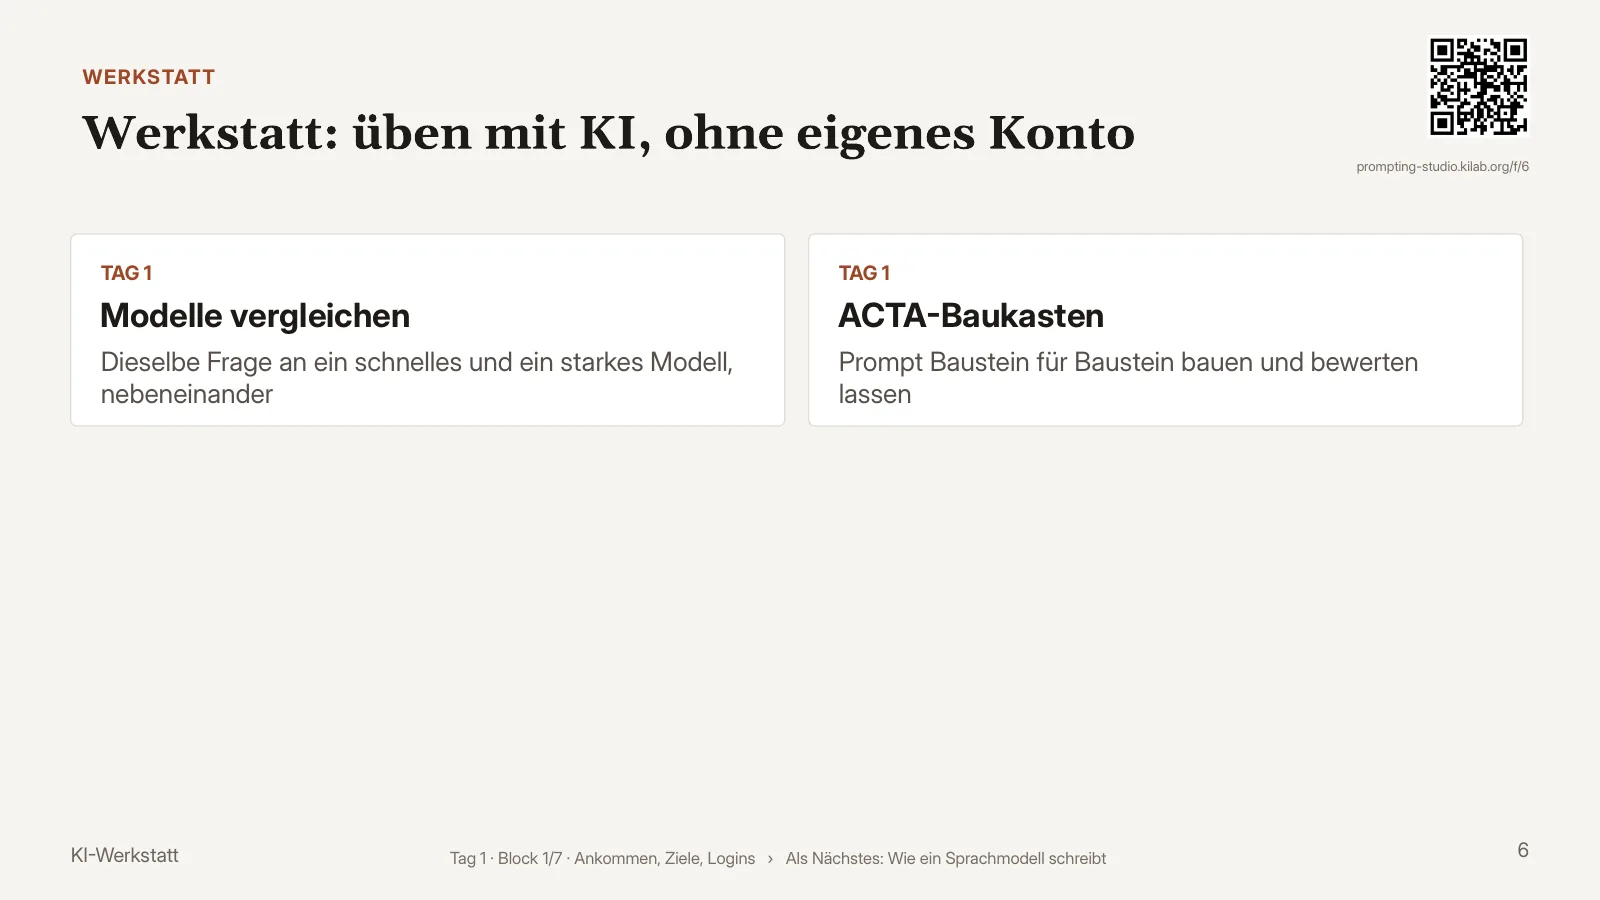 WERKSTATT
Werkstatt: üben mit KI, ohne eigenes Konto
prompting-studio.kilab.org/f/6
TAG 1
Modelle vergleichen
Dieselbe Frage an ein schnelles und ein starkes Modell,
nebeneinander
TAG 1
ACTA-Baukasten
Prompt Baustein für Baustein bauen und bewerten
lassen
KI-Werkstatt
Tag 1 · Block 1/7 · Ankommen, Ziele, Logins › Als Nächstes: Wie ein Sprachmodell schreibt
6